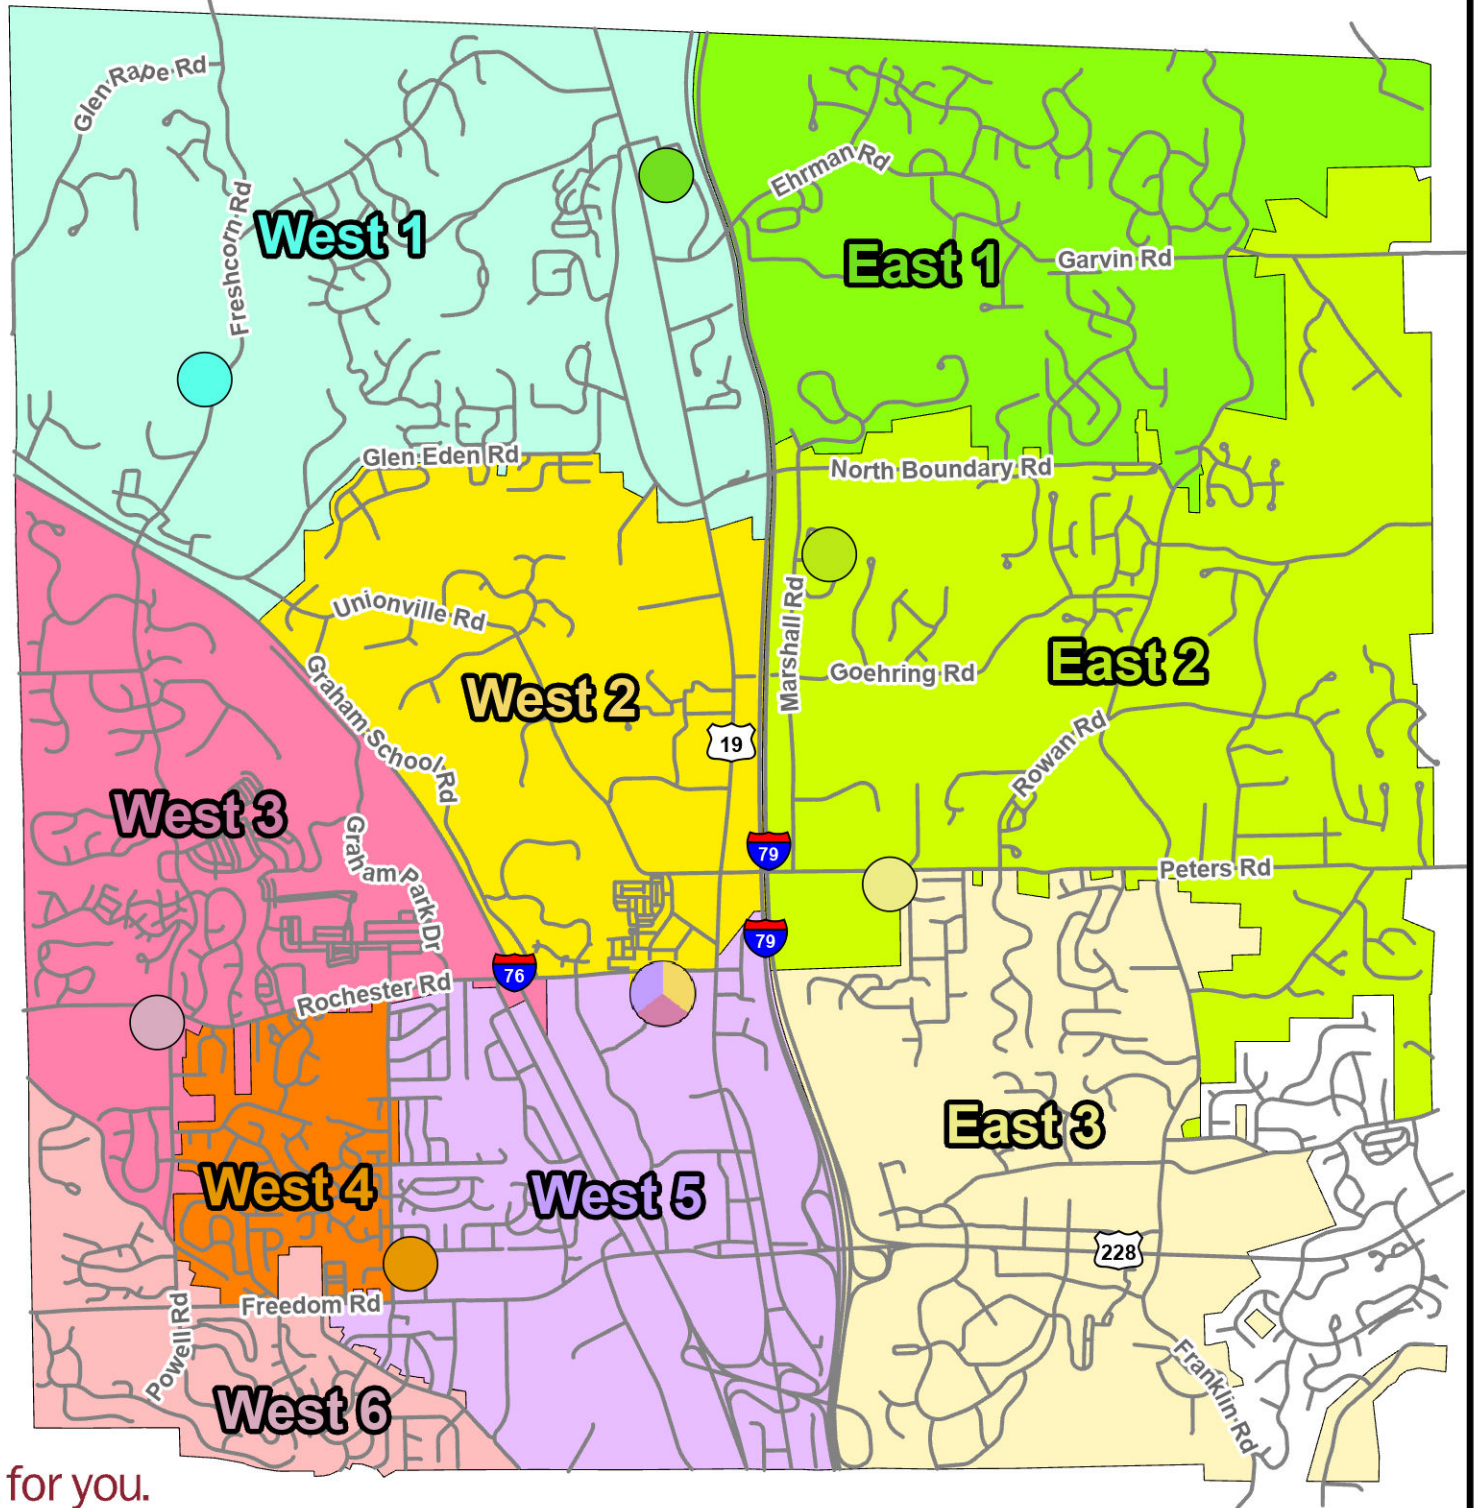 Glen Rape Rd
Ehrman Rd
Freshcorn Rd
West 1
East 1
Garvin Rd
Glen Eden Rd
North Boundary Rd
Unionville Rd
Marshall Rd
Goehring Rd
East 2
Graham School Rd
West 2
19
Rowan Rd
West 3
Graham Park Dr
79
Peters Rd
79
76
Rochester Rd
East 3
West 4
West 5
228
Freedom Rd
Powell Rd
Franklin Rd
West 6
for you.